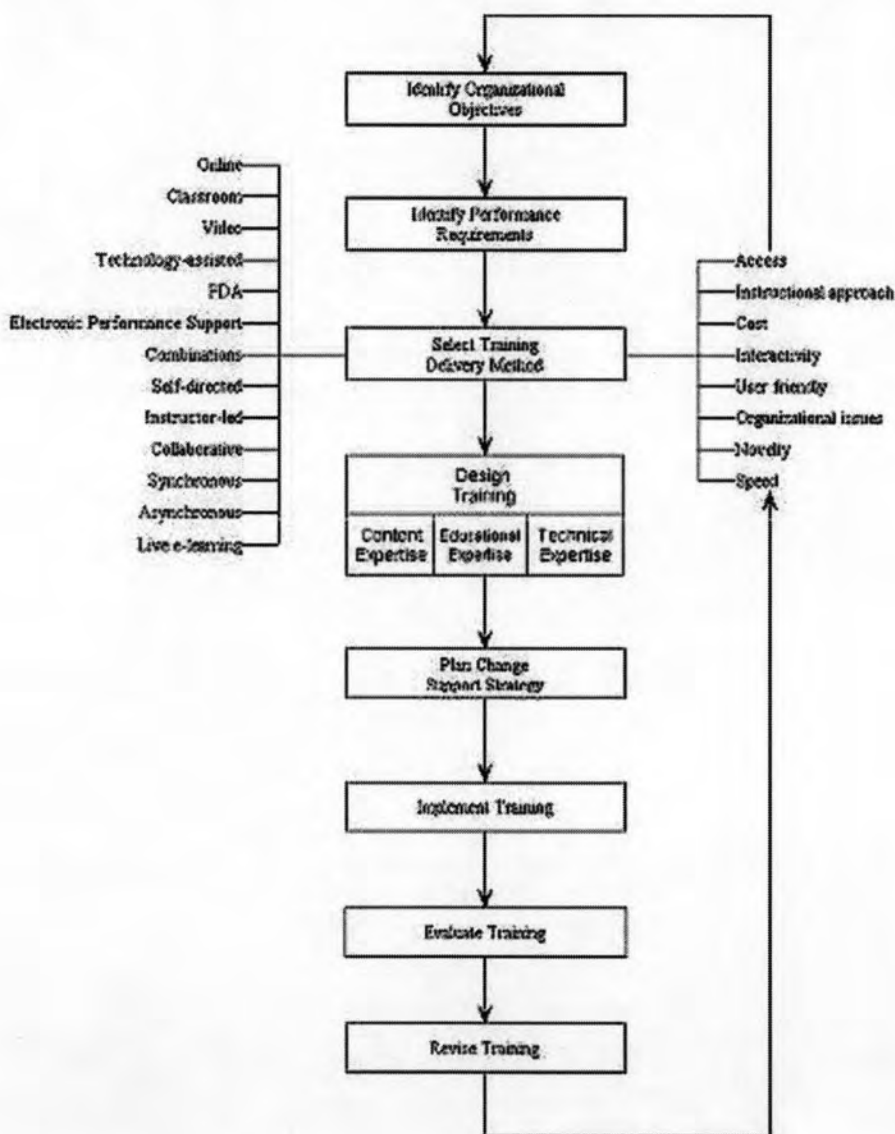 Identify Organizational
Objectives
Identify Performance
Requirements
Select Training
Delivery Method
Online
Classroom
Video
Technology-assisted
PDA
Electronic Performance Support
Combinations
Self-directed
Instructor-led
Collaborative
Synchronous
Asynchronous
Live e-learning
Access
Instructional approach
Cost
Interactivity
User friendly
Organizational issues
Novelty
Speed
Design
Training
Content
Expertise
Educational
Expertise
Technical
Expertise
Plan Change
Support Strategy
Implement Training
Evaluate Training
Revise Training